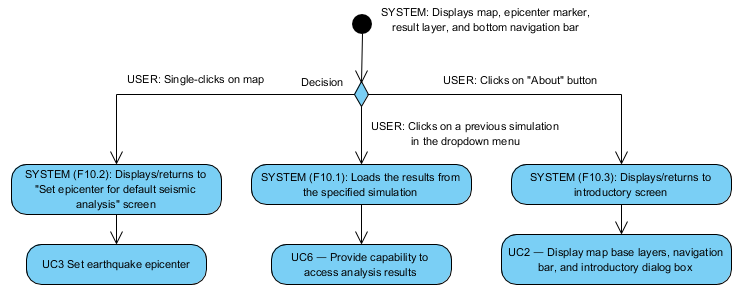 SYSTEM: Displays map, epicenter marker,
result layer, and bottom navigation bar
USER: Single-clicks on map
Decision
USER: Clicks on "About" button
USER: Clicks on a previous simulation
in the dropdown menu
SYSTEM (F10.2): Displays/returns to
"Set epicenter for default seismic
analysis" screen
SYSTEM (F10.1): Loads the results from
the specified simulation
SYSTEM (F10.3): Displays/returns to
introductory screen
UC3 Set earthquake epicenter
UC6 — Provide capability to
access analysis results
UC2 — Display map base layers, navigation
bar, and introductory dialog box